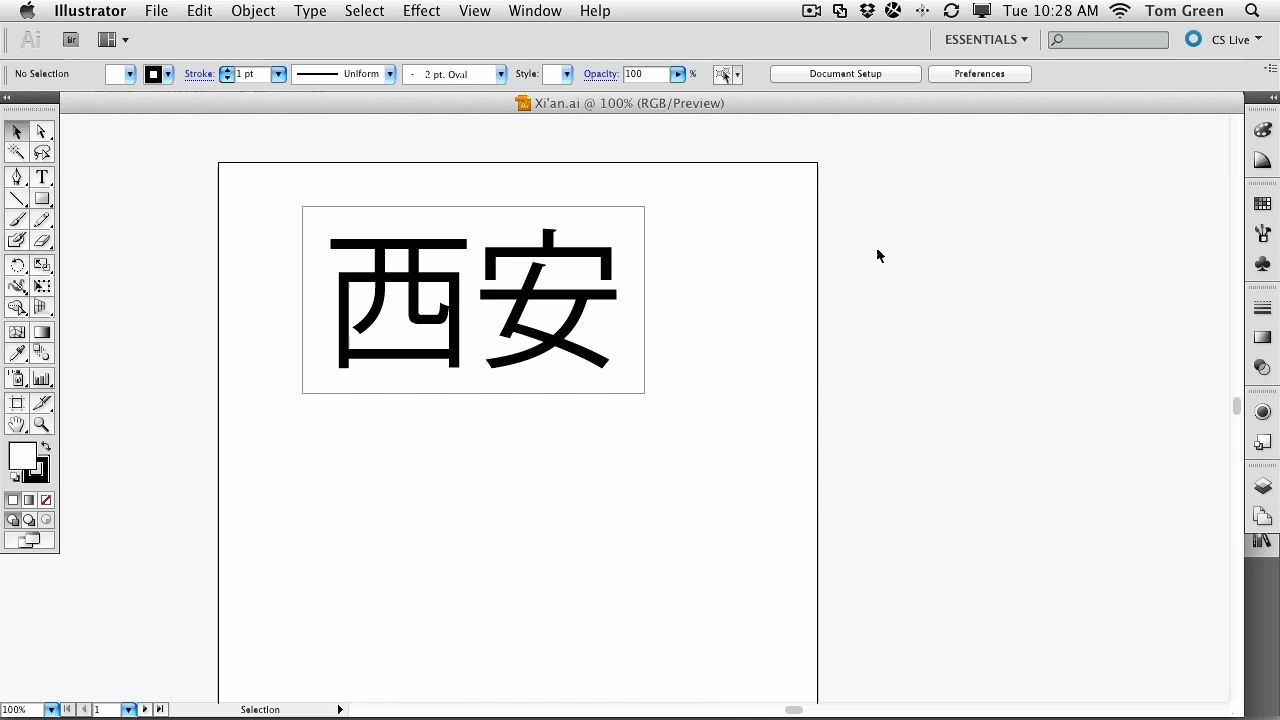 Illustrator File Edit Object Type Select Effect View Window Help Tue 10:28 AM Tom Green
Ai Br ESSENTIALS CS Live
No Selection Stroke: 1 pt Uniform 2 pt. Oval Style: Opacity: 100 % Document Setup Preferences
Xi'an.ai @ 100% (RGB/Preview)
T
西安
100% 1 Selection